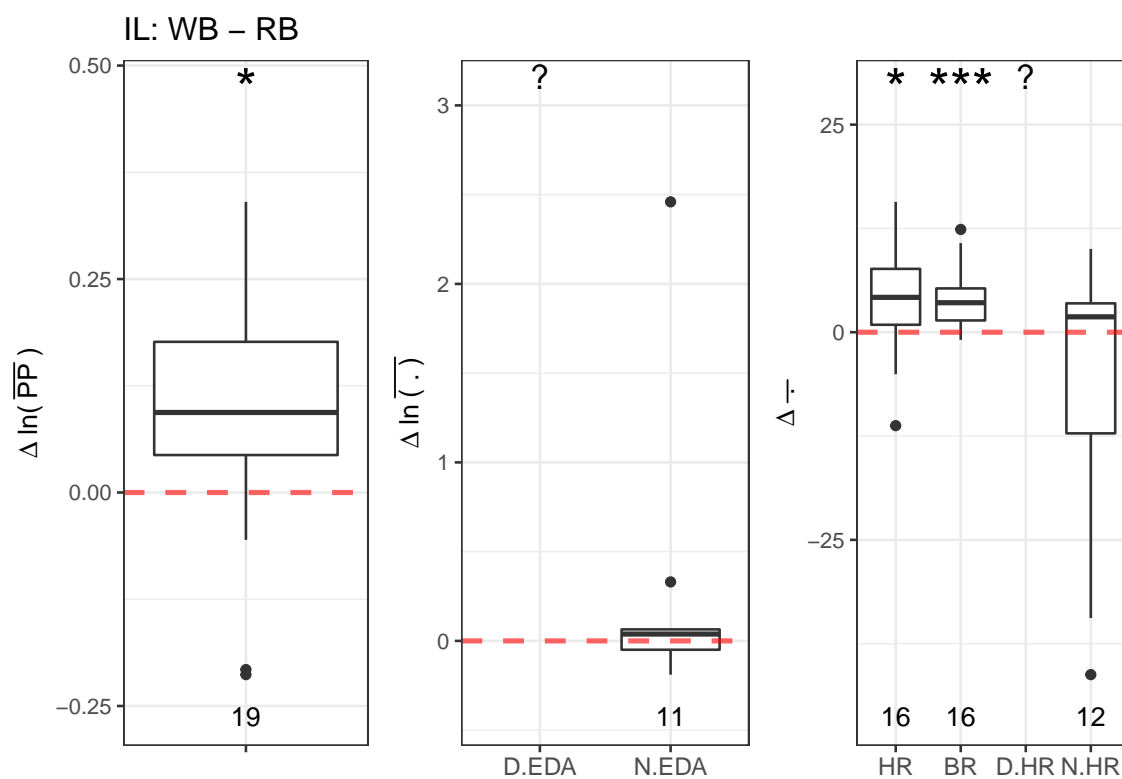 IL: WB − RB
Δ ln( PP )
0.50
0.25
0.00
−0.25
*
19
Δ ln ( . )
3
2
1
0
?
11
D.EDA N.EDA
Δ .
25
0
−25
* *** ?
16 16 12
HR BR D.HR N.HR